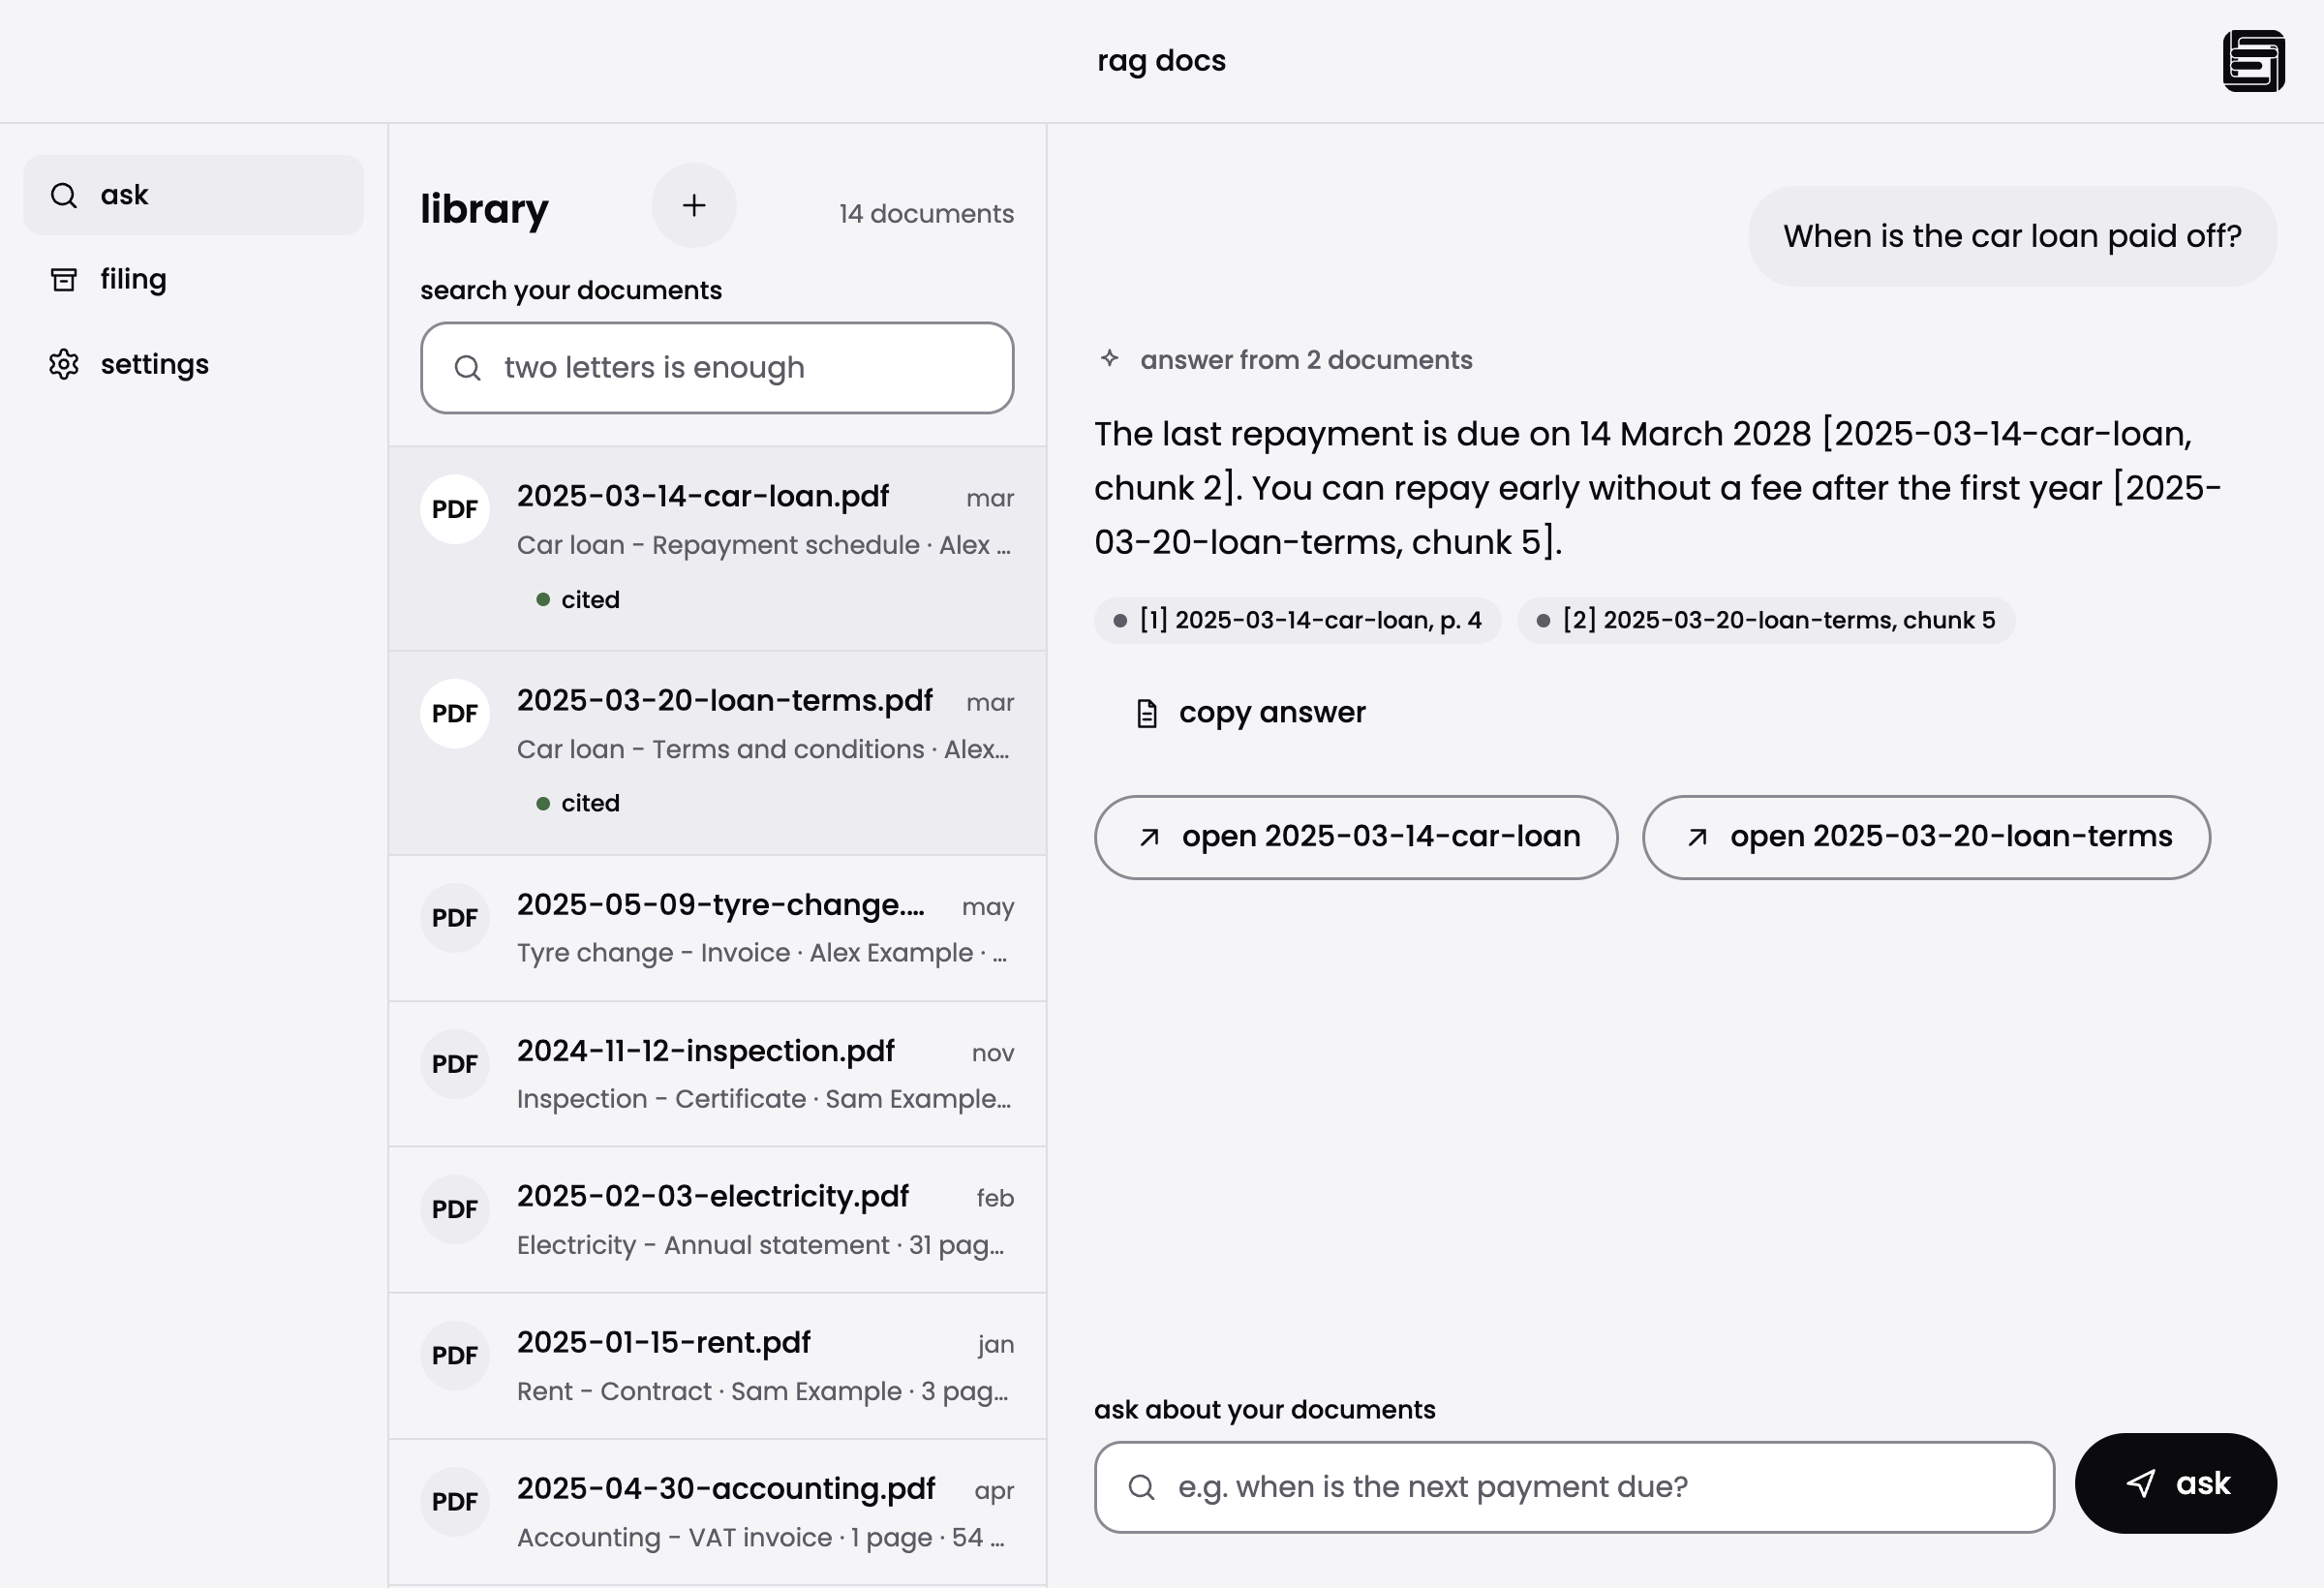 rag docs
ask
filing
settings
library
14 documents
search your documents
two letters is enough
PDF
2025-03-14-car-loan.pdf
mar
Car loan - Repayment schedule · Alex ...
cited
PDF
2025-03-20-loan-terms.pdf
mar
Car loan - Terms and conditions · Alex...
cited
PDF
2025-05-09-tyre-change....
may
Tyre change - Invoice · Alex Example · ...
PDF
2024-11-12-inspection.pdf
nov
Inspection - Certificate · Sam Example...
PDF
2025-02-03-electricity.pdf
feb
Electricity - Annual statement · 31 pag...
PDF
2025-01-15-rent.pdf
jan
Rent - Contract · Sam Example · 3 pag...
PDF
2025-04-30-accounting.pdf
apr
Accounting - VAT invoice · 1 page · 54 ...
When is the car loan paid off?
answer from 2 documents
The last repayment is due on 14 March 2028 [2025-03-14-car-loan,
chunk 2]. You can repay early without a fee after the first year [2025-
03-20-loan-terms, chunk 5].
[1] 2025-03-14-car-loan, p. 4
[2] 2025-03-20-loan-terms, chunk 5
copy answer
open 2025-03-14-car-loan
open 2025-03-20-loan-terms
ask about your documents
e.g. when is the next payment due?
ask